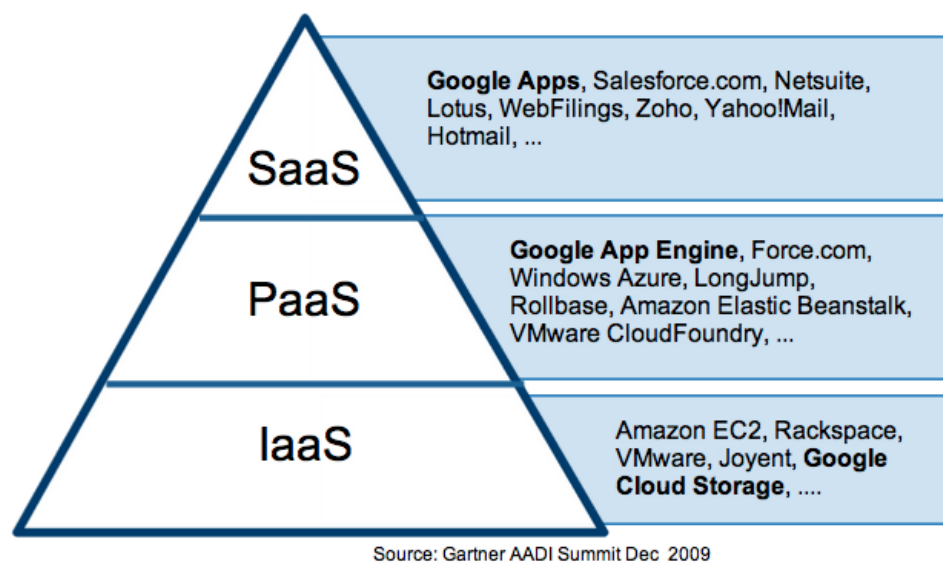 SaaS
Google Apps, Salesforce.com, Netsuite,
Lotus, WebFilings, Zoho, Yahoo!Mail,
Hotmail, ...
PaaS
Google App Engine, Force.com,
Windows Azure, LongJump,
Rollbase, Amazon Elastic Beanstalk,
VMware CloudFoundry, ...
IaaS
Amazon EC2, Rackspace,
VMware, Joyent, Google
Cloud Storage, ....
Source: Gartner AADI Summit Dec 2009